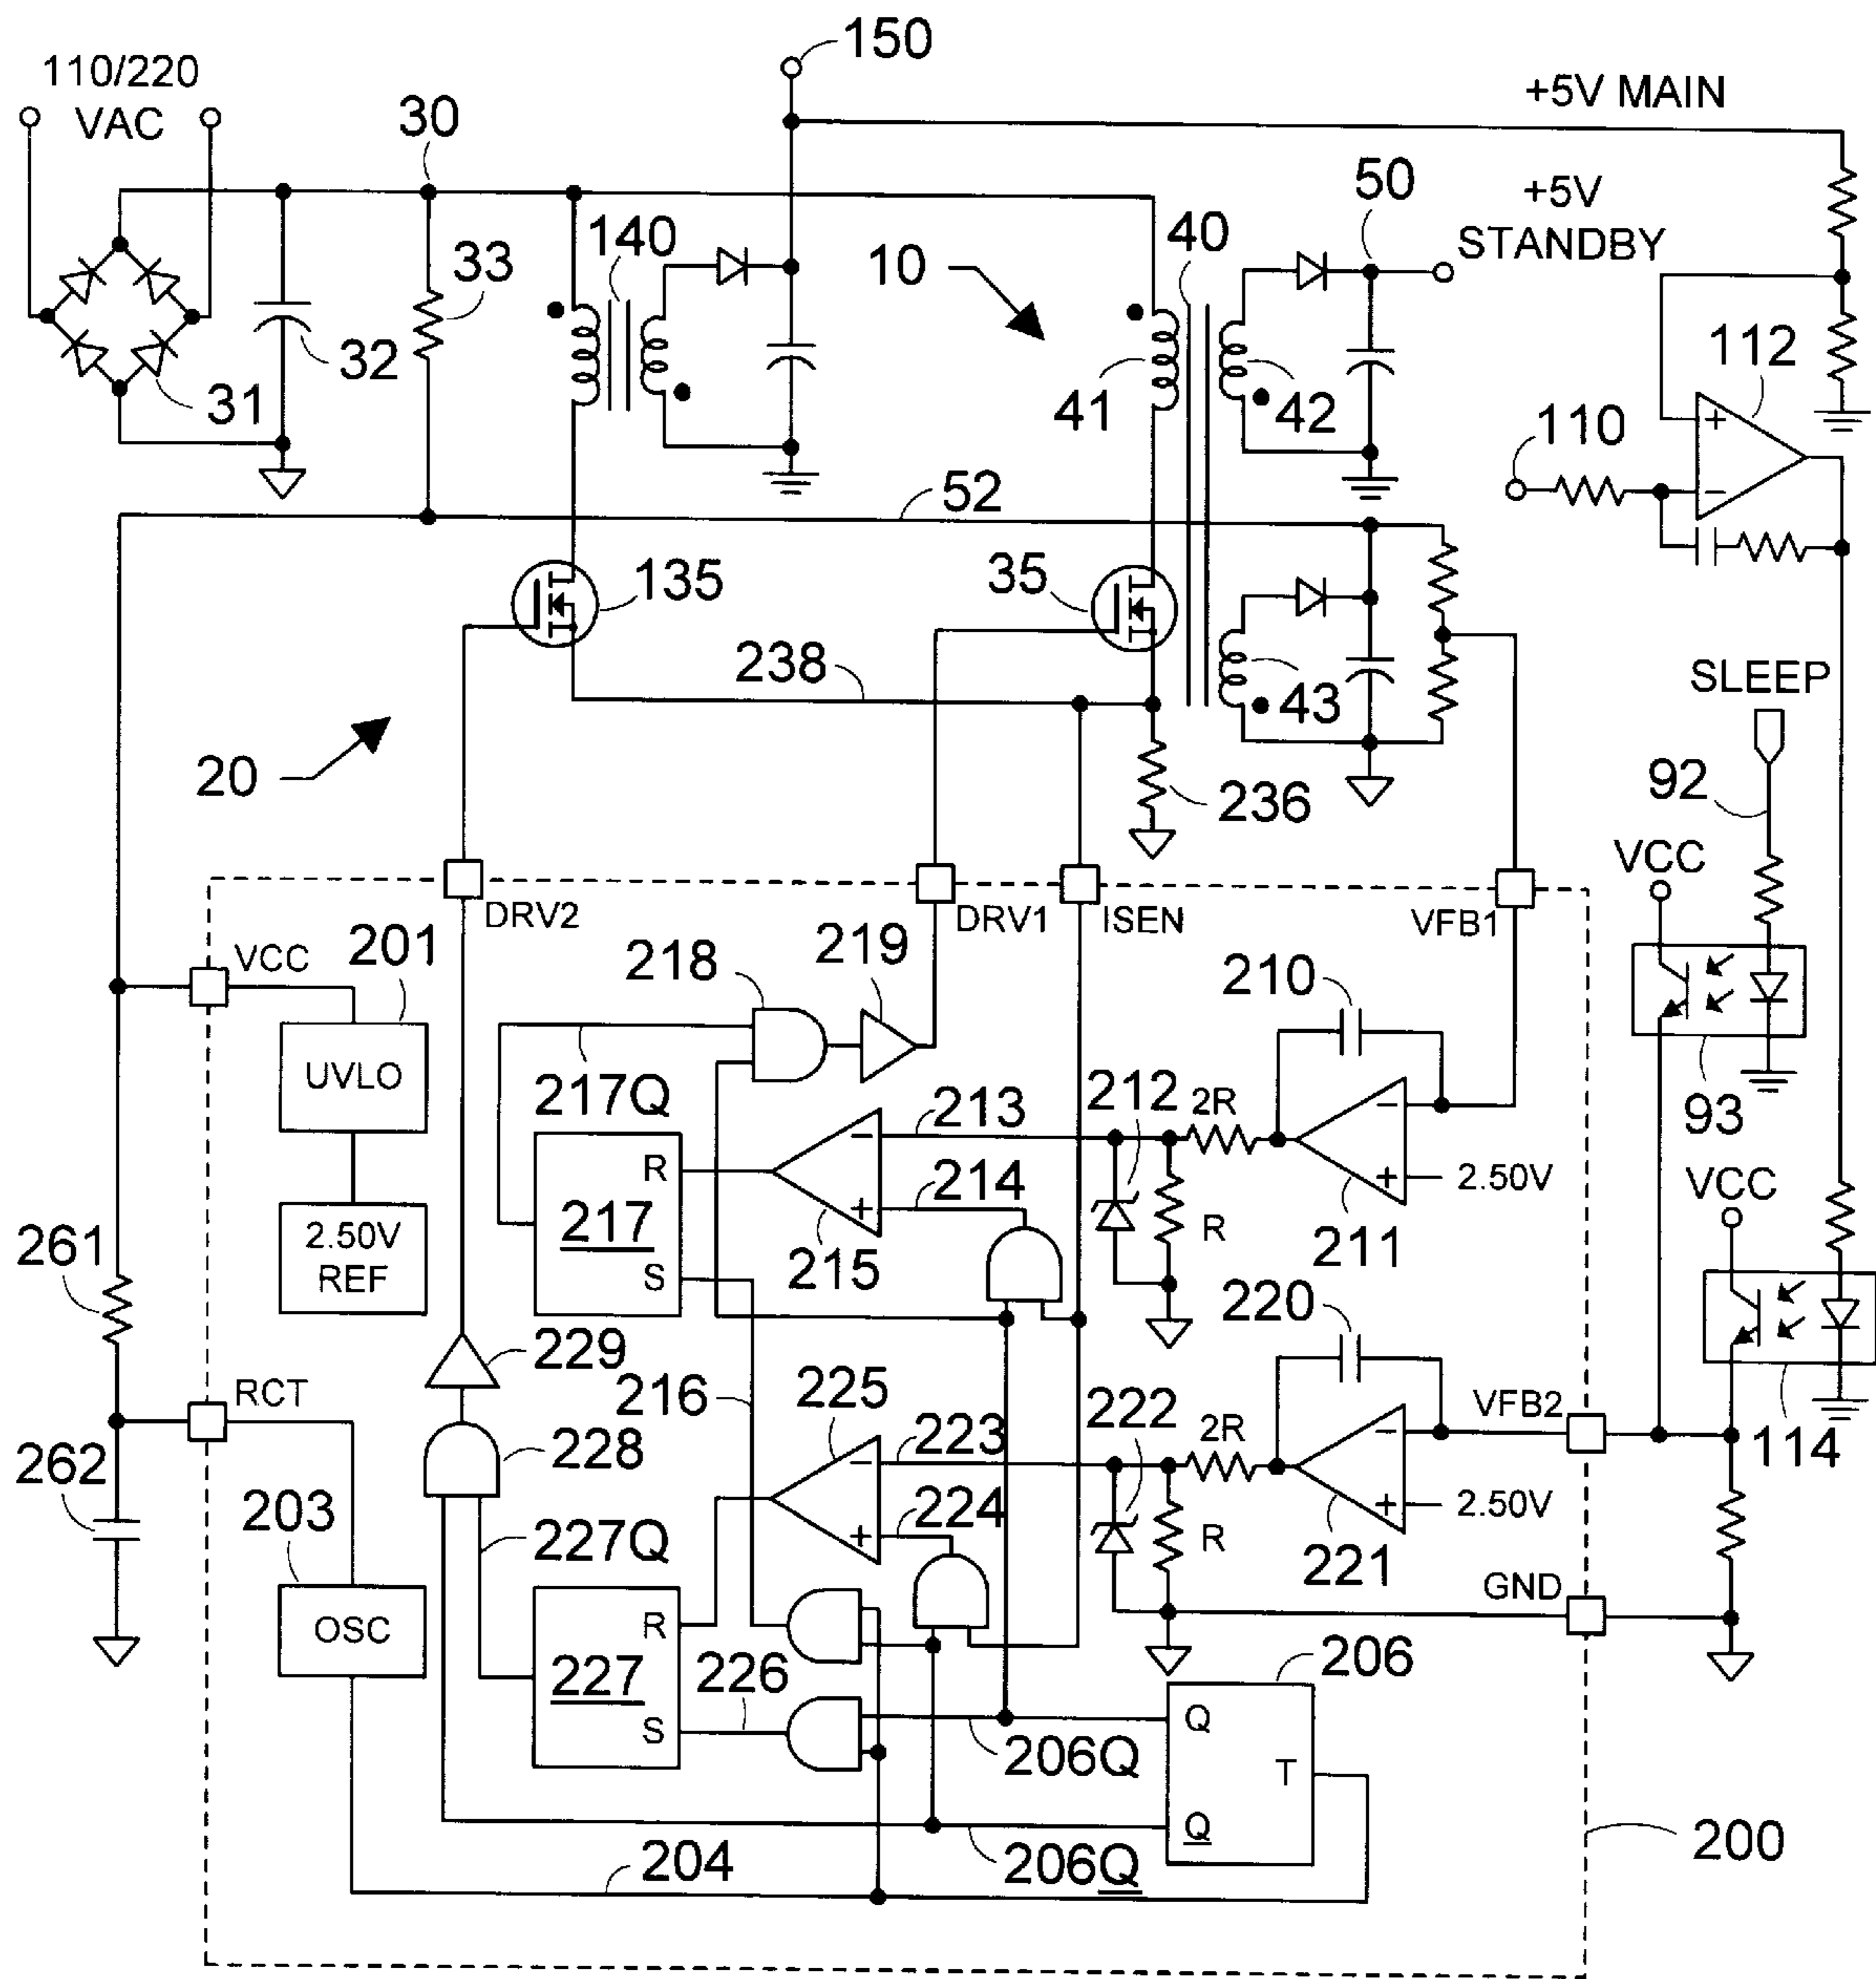 150
110/220
VAC
30
+5V MAIN
50
+5V
STANDBY
33
140
10
40
32
31
41
42
112
110
52
135
35
238
43
SLEEP
20
236
92
VCC
DRV2
DRV1
ISEN
VFB1
VCC
201
218
219
210
UVLO
217Q
213
212
2R
93
R
217
S
214
215
R
2.50V
211
VCC
2.50V
REF
261
229
220
RCT
216
225
222
2R
VFB2
228
223
114
262
203
227Q
224
R
2.50V
221
GND
OSC
R
227
S
226
206
Q
206Q
T
Q
204
206Q
200